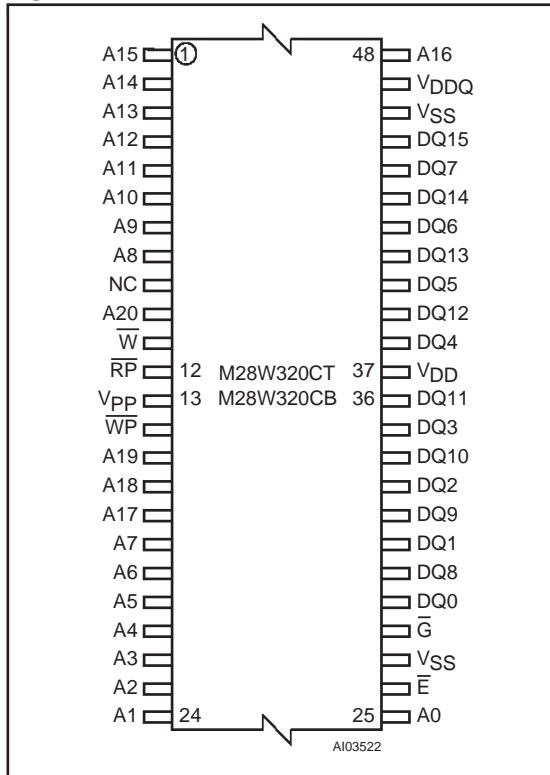 A15 1 48 A16
A14 VDDQ
A13 VSS
A12 DQ15
A11 DQ7
A10 DQ14
A9 DQ6
A8 DQ13
NC DQ5
A20 DQ12
W̅ DQ4
R̅P̅ 12 M28W320CT 37 VDD
VPP 13 M28W320CB 36 DQ11
W̅P̅ DQ3
A19 DQ10
A18 DQ2
A17 DQ9
A7 DQ1
A6 DQ8
A5 DQ0
A4 G̅
A3 VSS
A2 E̅
A1 24 25 A0
AI03522